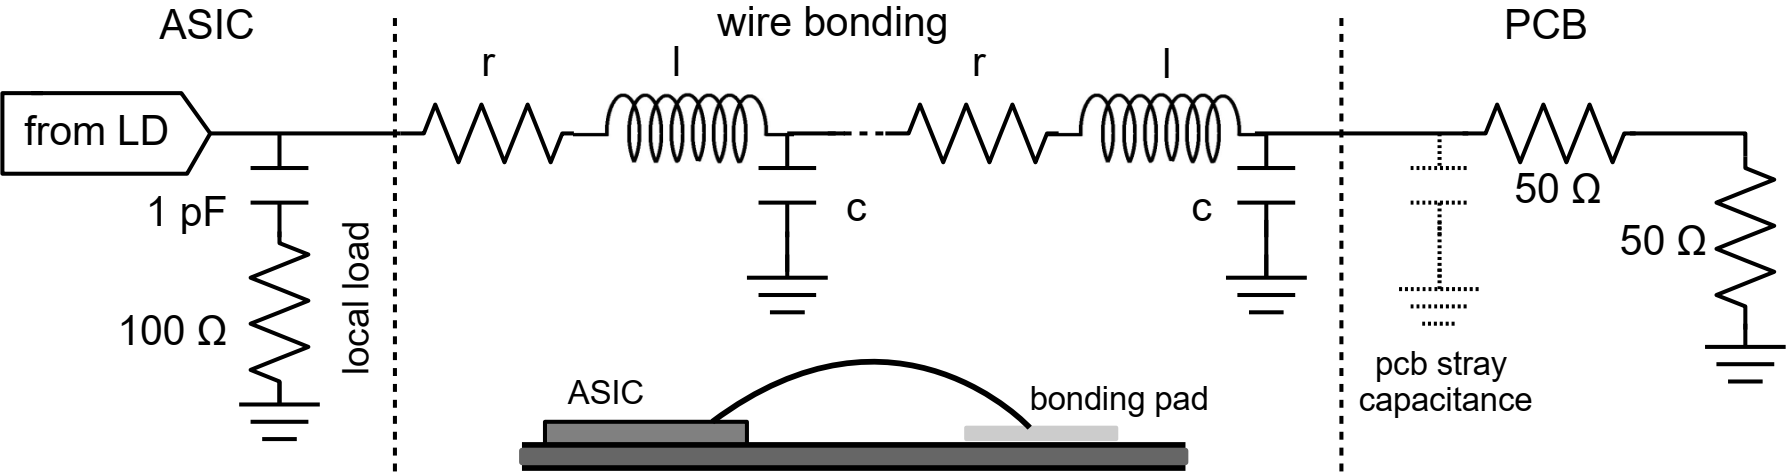 ASIC
wire bonding
PCB
r
l
r
l
from LD
1 pF
c
c
50 Ω
50 Ω
100 Ω
local load
pcb stray
capacitance
ASIC
bonding pad